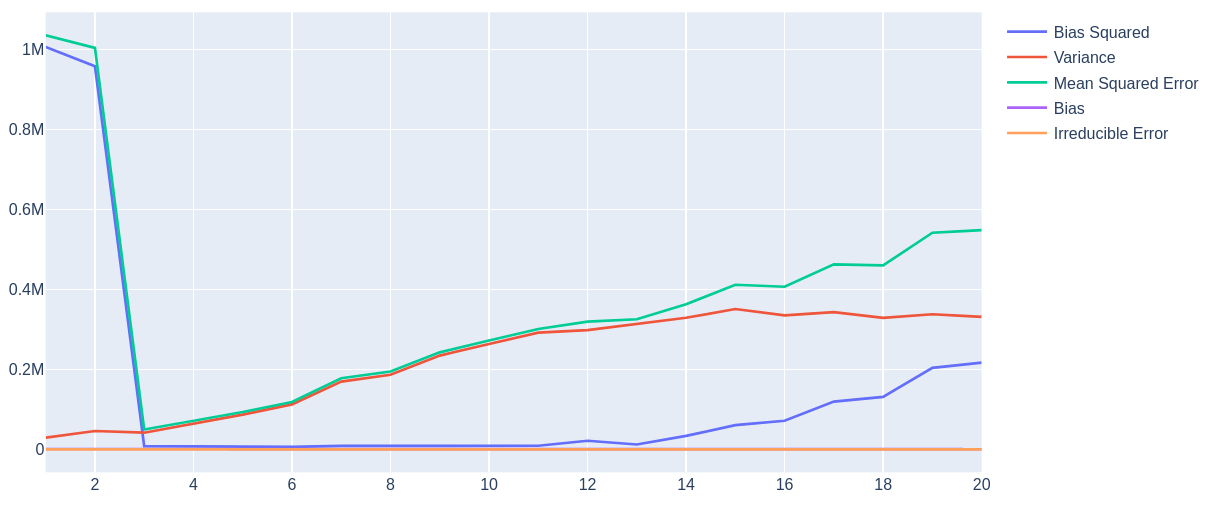 1M
0.8M
0.6M
0.4M
0.2M
0
2 4 6 8 10 12 14 16 18 20
Bias Squared
Variance
Mean Squared Error
Bias
Irreducible Error